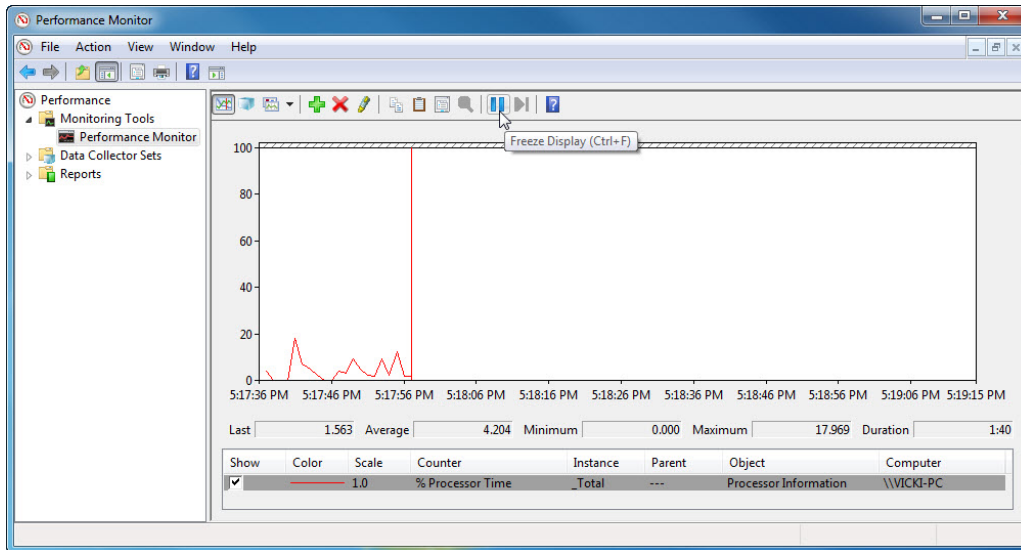 Performance Monitor
File Action View Window Help
Performance
Monitoring Tools
Performance Monitor
Data Collector Sets
Reports
Freeze Display (Ctrl+F)
100
80
60
40
20
0
5:17:36 PM 5:17:46 PM 5:17:56 PM 5:18:06 PM 5:18:16 PM 5:18:26 PM 5:18:36 PM 5:18:46 PM 5:18:56 PM 5:19:06 PM 5:19:15 PM
Last 1.563 Average 4.204 Minimum 0.000 Maximum 17.969 Duration 1:40
Show Color Scale Counter Instance Parent Object Computer
1.0 % Processor Time _Total --- Processor Information \\VICKI-PC